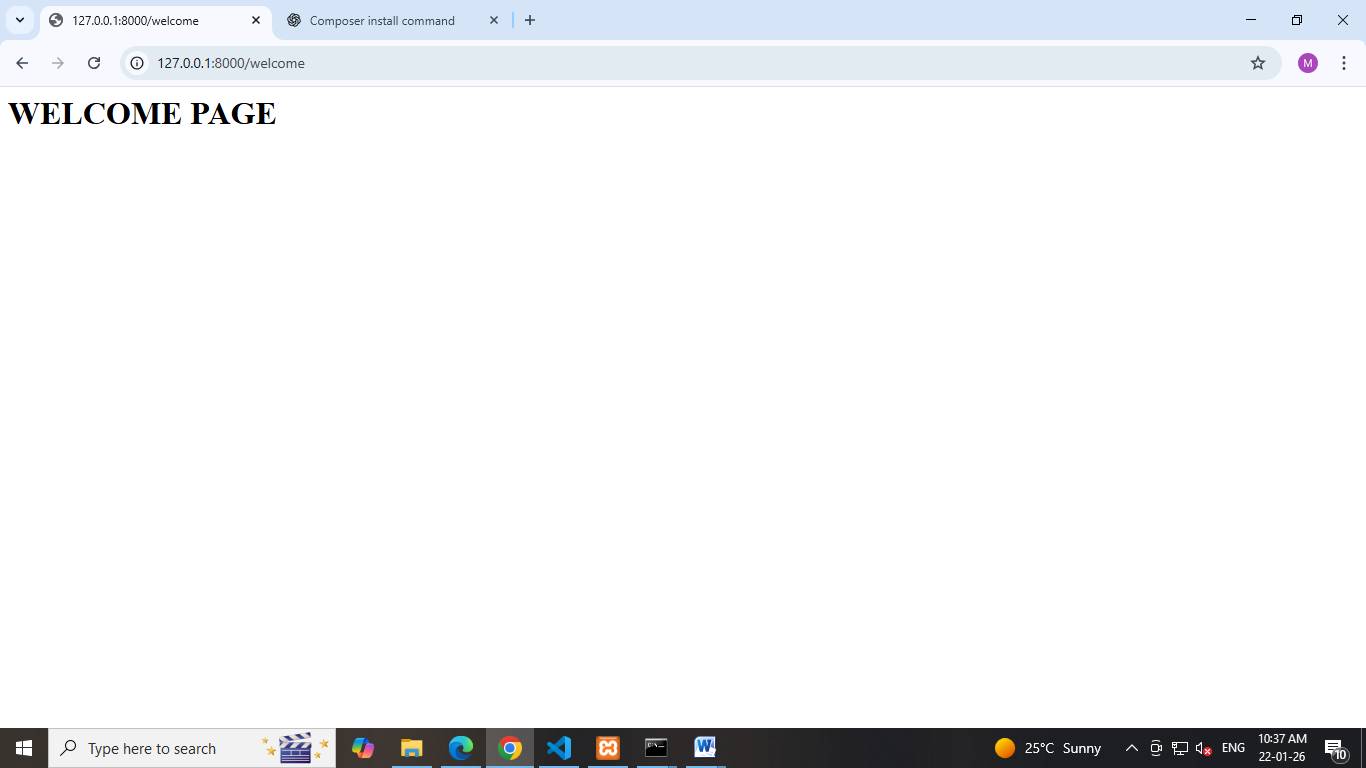 127.0.0.1:8000/welcome
Composer install command
127.0.0.1:8000/welcome
M
WELCOME PAGE
Type here to search
25°C Sunny
ENG
10:37 AM
22-01-26
10